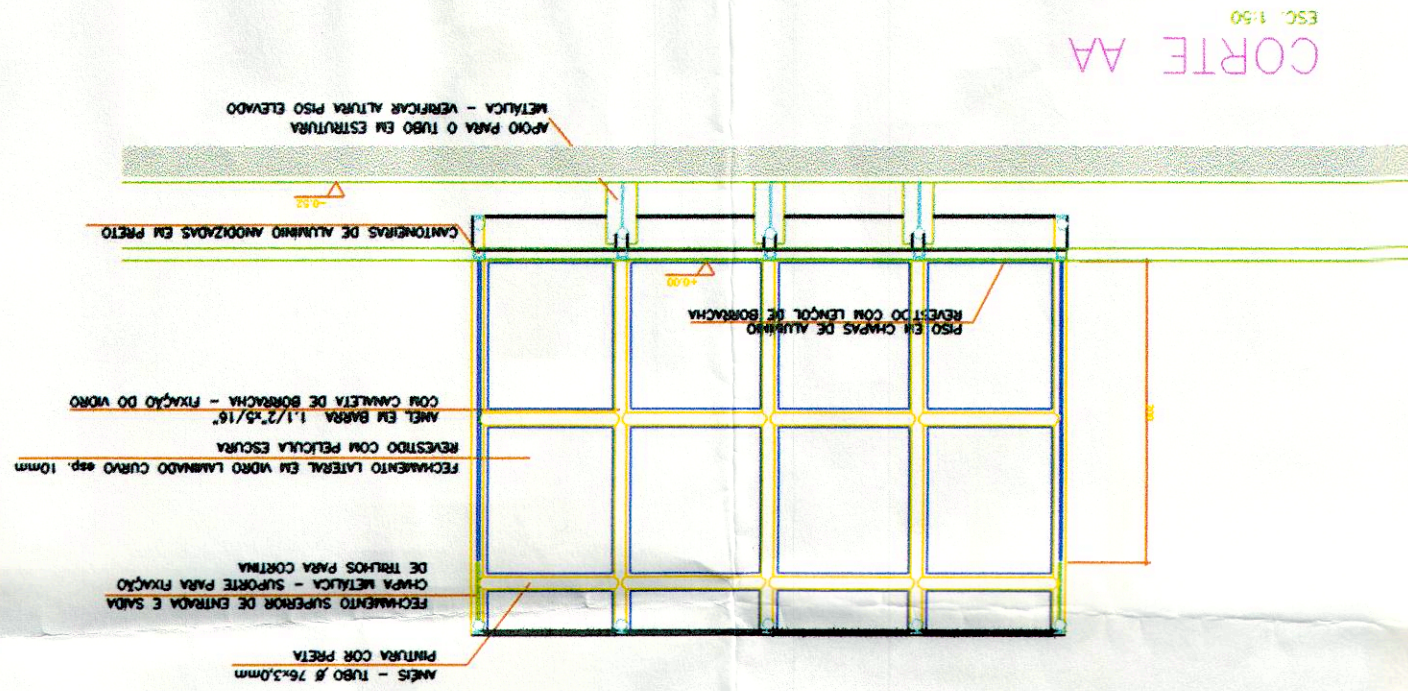 ANÉIS - TUBO Ø 76x3,0mm
PINTURA COR PRETA
FECHAMENTO SUPERIOR DE ENTRADA E SAIDA
CHAPA METÁLICA - SUPORTE PARA FIXAÇÃO
DE TRILHOS PARA CORTINA
FECHAMENTO LATERAL EM VIDRO LAMINADO CURVO esp. 10mm
REVESTIDO COM PELÍCULA ESCURA
ANEL EM BARRA 1.1/2"x5/16"
COM CANALETA DE BORRACHA - FIXAÇÃO DO VIDRO
PISO EM CHAPAS DE ALUMÍNIO
REVESTIDO COM LENÇOL DE BORRACHA
+0.00
CANTONEIRAS DE ALUMÍNIO ANODIZADAS EM PRETO
-0.52
APOIO PARA O TUBO EM ESTRUTURA
METÁLICA - VERIFICAR ALTURA PISO ELEVADO
CORTE AA
ESC. 1:50